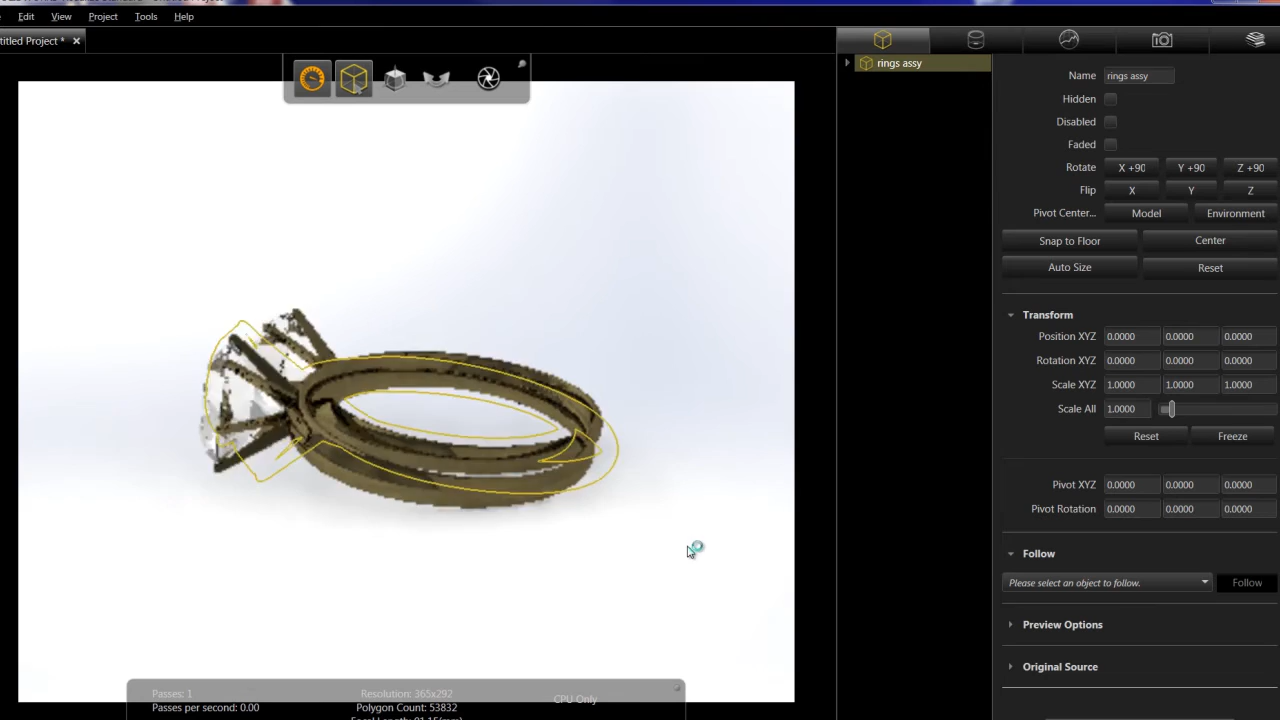 Edit View Project Tools Help
titled Project * ×
rings assy
Name rings assy
Hidden
Disabled
Faded
Rotate X +90 Y +90 Z +90
Flip X Y Z
Pivot Center... Model Environment
Snap to Floor Center
Auto Size Reset
Transform
Position XYZ 0.0000 0.0000 0.0000
Rotation XYZ 0.0000 0.0000 0.0000
Scale XYZ 1.0000 1.0000 1.0000
Scale All 1.0000
Reset Freeze
Pivot XYZ 0.0000 0.0000 0.0000
Pivot Rotation 0.0000 0.0000 0.0000
Follow
Please select an object to follow. Follow
Preview Options
Original Source
Passes: 1 Resolution: 365x292 CPU Only
Passes per second: 0.00 Polygon Count: 53832